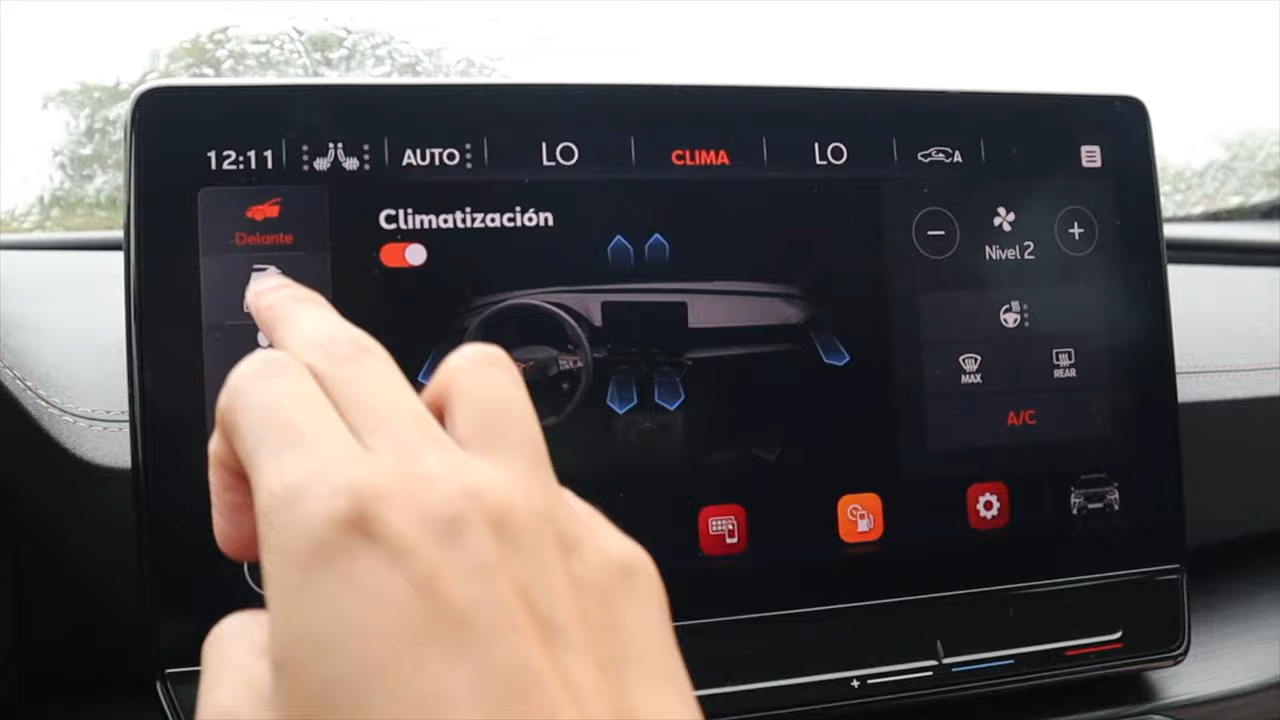 12:11 AUTO LO CLIMA LO A
Delante
Climatización
Nivel 2
MAX REAR
A/C